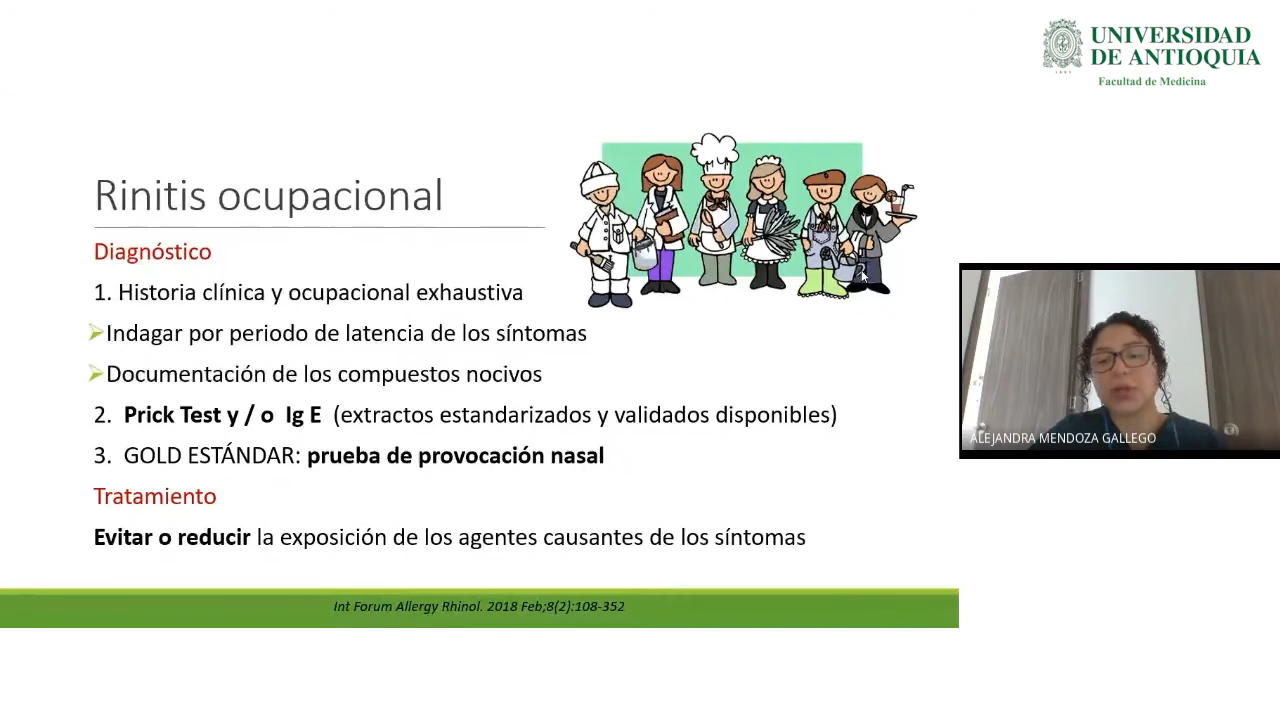 UNIVERSIDAD
DE ANTIOQUIA
1803
Facultad de Medicina
Rinitis ocupacional
Diagnóstico
1. Historia clínica y ocupacional exhaustiva
Indagar por periodo de latencia de los síntomas
Documentación de los compuestos nocivos
2. Prick Test y / o Ig E (extractos estandarizados y validados disponibles)
3. GOLD ESTÁNDAR: prueba de provocación nasal
Tratamiento
Evitar o reducir la exposición de los agentes causantes de los síntomas
Int Forum Allergy Rhinol. 2018 Feb;8(2):108-352
ALEJANDRA MENDOZA GALLEGO